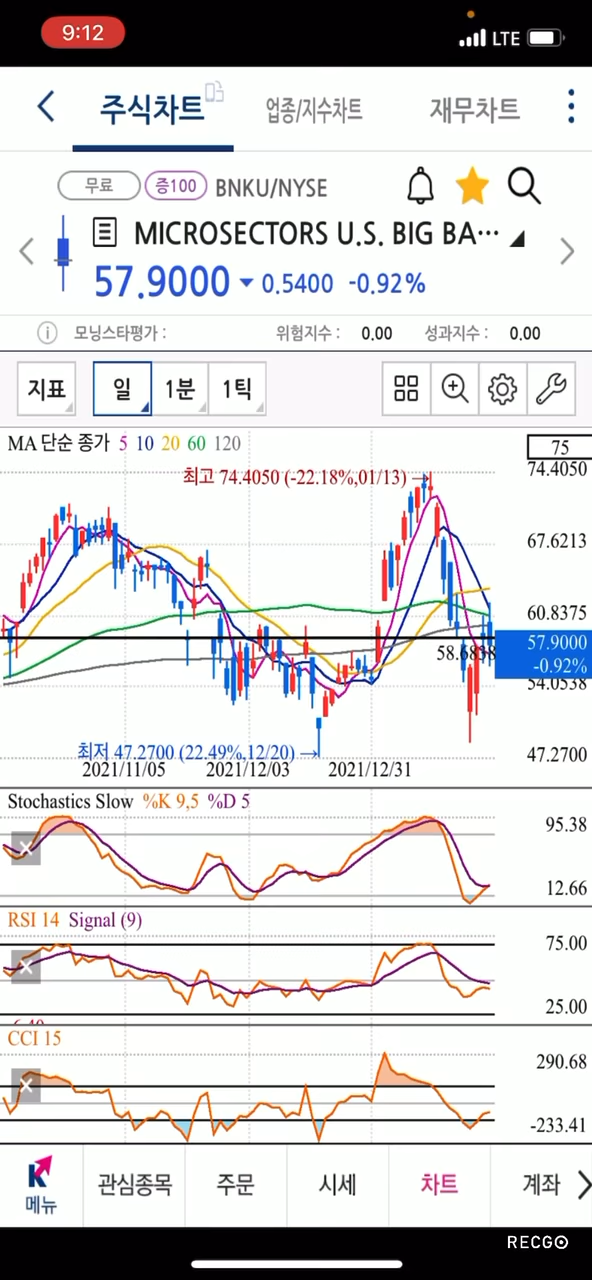 9:12
LTE
주식차트 업종/지수차트 재무차트
무료 증100 BNKU/NYSE
MICROSECTORS U.S. BIG BA···
57.9000 ▼ 0.5400 -0.92%
모닝스타평가 : 위험지수 : 0.00 성과지수 : 0.00
지표 일 1분 1틱
MA 단순 종가 5 10 20 60 120
75
최고 74.4050 (-22.18%,01/13) →
74.4050
67.6213
60.8375
57.9000
-0.92%
54.0538
최저 47.2700 (22.49%,12/20) →
47.2700
2021/11/05 2021/12/03 2021/12/31
Stochastics Slow %K 9,5 %D 5
95.38
12.66
RSI 14 Signal (9)
75.00
25.00
CCI 15
290.68
-233.41
메뉴 관심종목 주문 시세 차트 계좌
RECGO